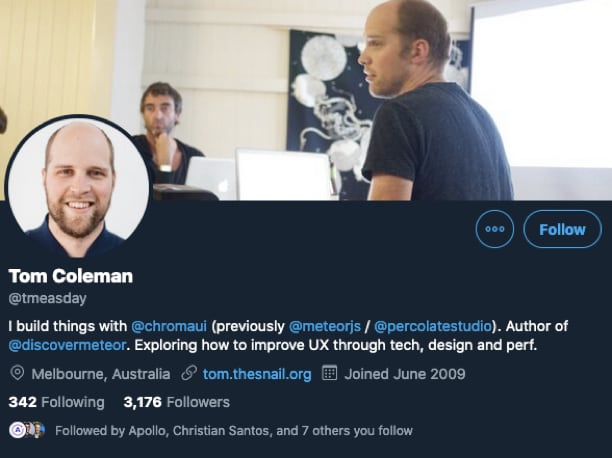 Follow
Tom Coleman
@tmeasday
I build things with @chromaui (previously @meteorjs / @percolatestudio). Author of
@discovermeteor. Exploring how to improve UX through tech, design and perf.
Melbourne, Australia tom.thesnail.org Joined June 2009
342 Following 3,176 Followers
Followed by Apollo, Christian Santos, and 7 others you follow